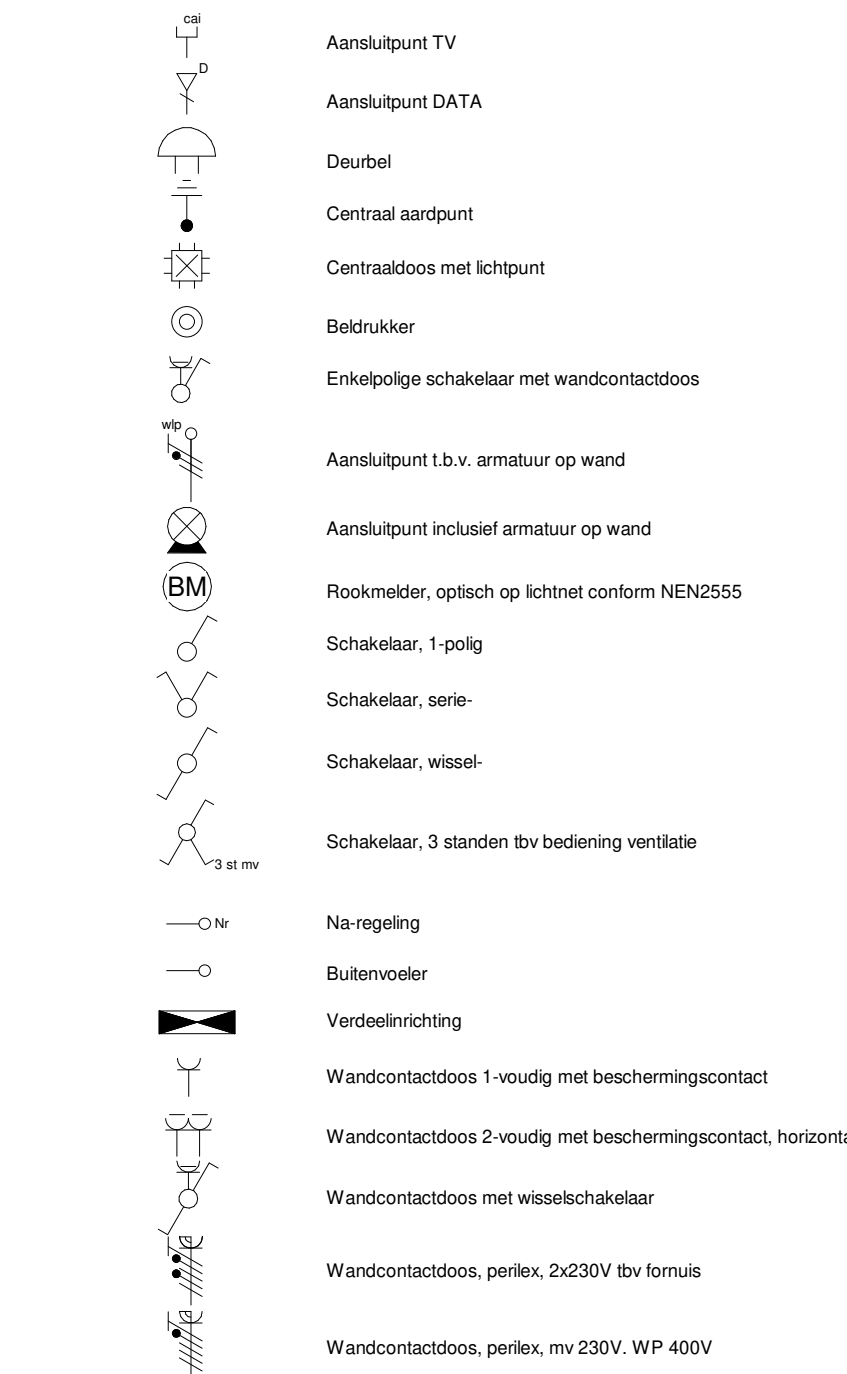 cai
Aansluitpunt TV
D
Aansluitpunt DATA
Deurbel
Centraal aardpunt
Centraaldoos met lichtpunt
Beldrukker
Enkelpolige schakelaar met wandcontactdoos
wlp
Aansluitpunt t.b.v. armatuur op wand
Aansluitpunt inclusief armatuur op wand
BM
Rookmelder, optisch op lichtnet conform NEN2555
Schakelaar, 1-polig
Schakelaar, serie-
Schakelaar, wissel-
Schakelaar, 3 standen tbv bediening ventilatie
3 st mv
Nr
Na-regeling
Buitenvoeler
Verdeelinrichting
Wandcontactdoos 1-voudig met beschermingscontact
Wandcontactdoos 2-voudig met beschermingscontact, horizonta
Wandcontactdoos met wisselschakelaar
Wandcontactdoos, perilex, 2x230V tbv fornuis
Wandcontactdoos, perilex, mv 230V. WP 400V